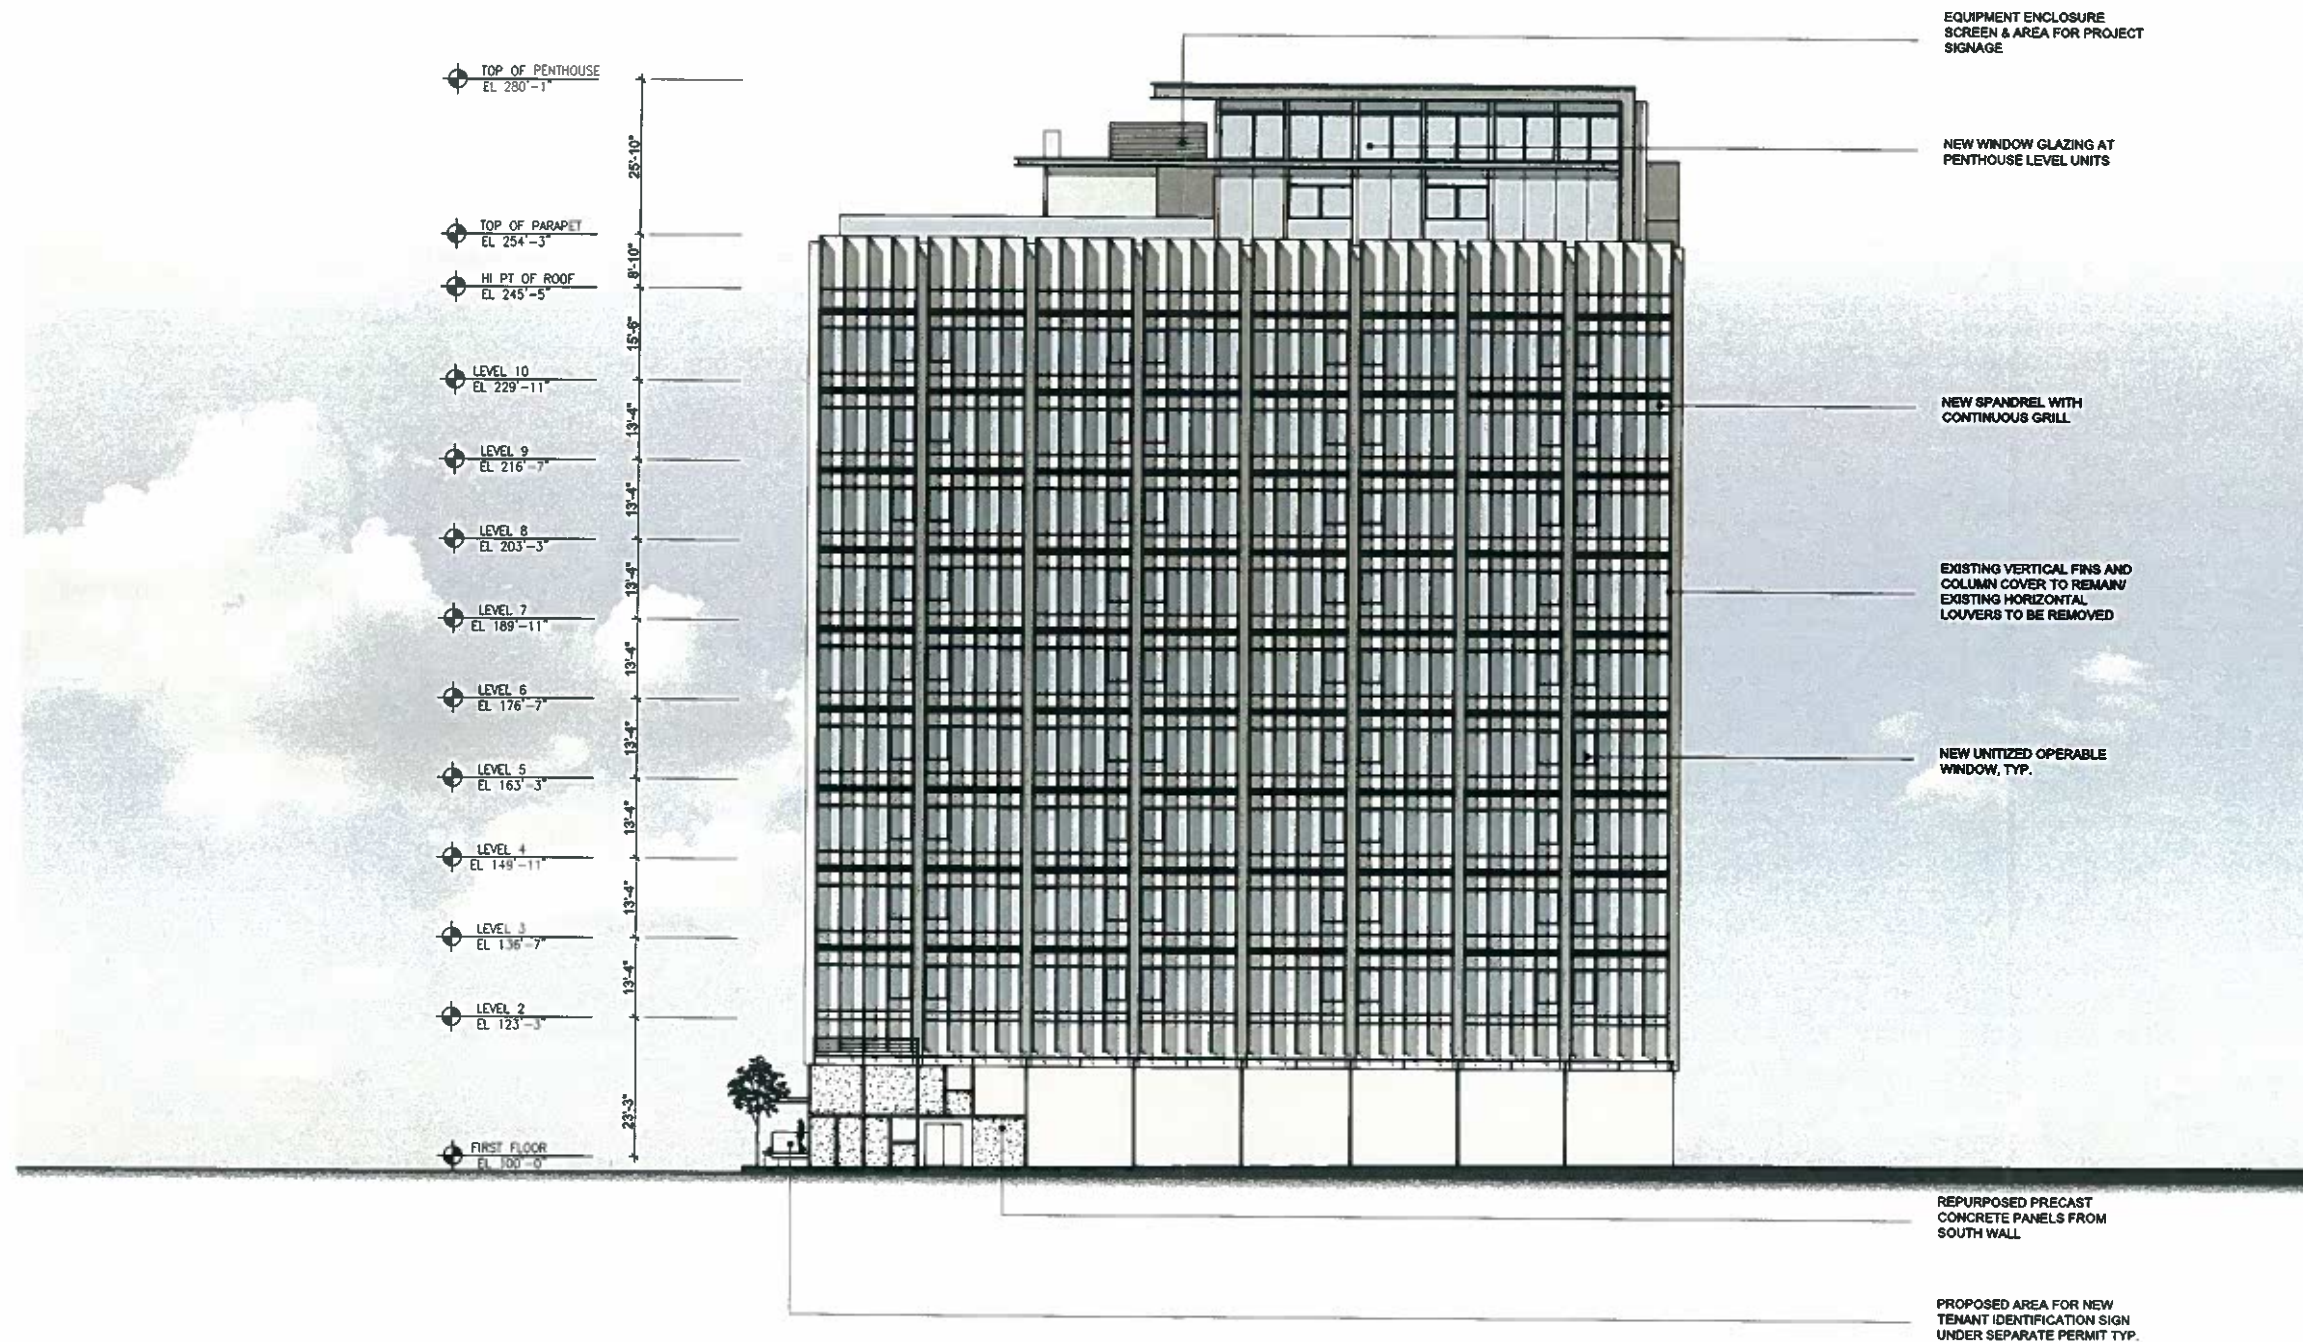 EQUIPMENT ENCLOSURE
SCREEN & AREA FOR PROJECT
SIGNAGE
TOP OF PENTHOUSE
EL 280'-1"
25'-10"
NEW WINDOW GLAZING AT
PENTHOUSE LEVEL UNITS
TOP OF PARAPET
EL 254'-3"
8'-10"
HI PT OF ROOF
EL 245'-5"
15'-6"
LEVEL 10
EL 229'-11"
13'-4"
NEW SPANDREL WITH
CONTINUOUS GRILL
LEVEL 9
EL 216'-7"
13'-4"
LEVEL 8
EL 203'-3"
13'-4"
EXISTING VERTICAL FINS AND
COLUMN COVER TO REMAIN/
EXISTING HORIZONTAL
LOUVERS TO BE REMOVED
LEVEL 7
EL 189'-11"
13'-4"
LEVEL 6
EL 176'-7"
13'-4"
NEW UNITIZED OPERABLE
WINDOW, TYP.
LEVEL 5
EL 163'-3"
13'-4"
LEVEL 4
EL 149'-11"
13'-4"
LEVEL 3
EL 136'-7"
13'-4"
LEVEL 2
EL 123'-3"
23'-3"
FIRST FLOOR
EL 100'-0"
REPURPOSED PRECAST
CONCRETE PANELS FROM
SOUTH WALL
PROPOSED AREA FOR NEW
TENANT IDENTIFICATION SIGN
UNDER SEPARATE PERMIT TYP.